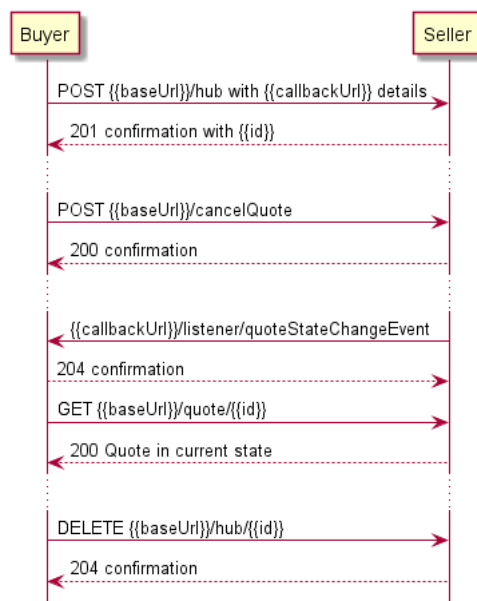 Buyer
Seller
POST {{baseUrl}}/hub with {{callbackUrl}} details
201 confirmation with {{id}}
POST {{baseUrl}}/cancelQuote
200 confirmation
{{callbackUrl}}/listener/quoteStateChangeEvent
204 confirmation
GET {{baseUrl}}/quote/{{id}}
200 Quote in current state
DELETE {{baseUrl}}/hub/{{id}}
204 confirmation